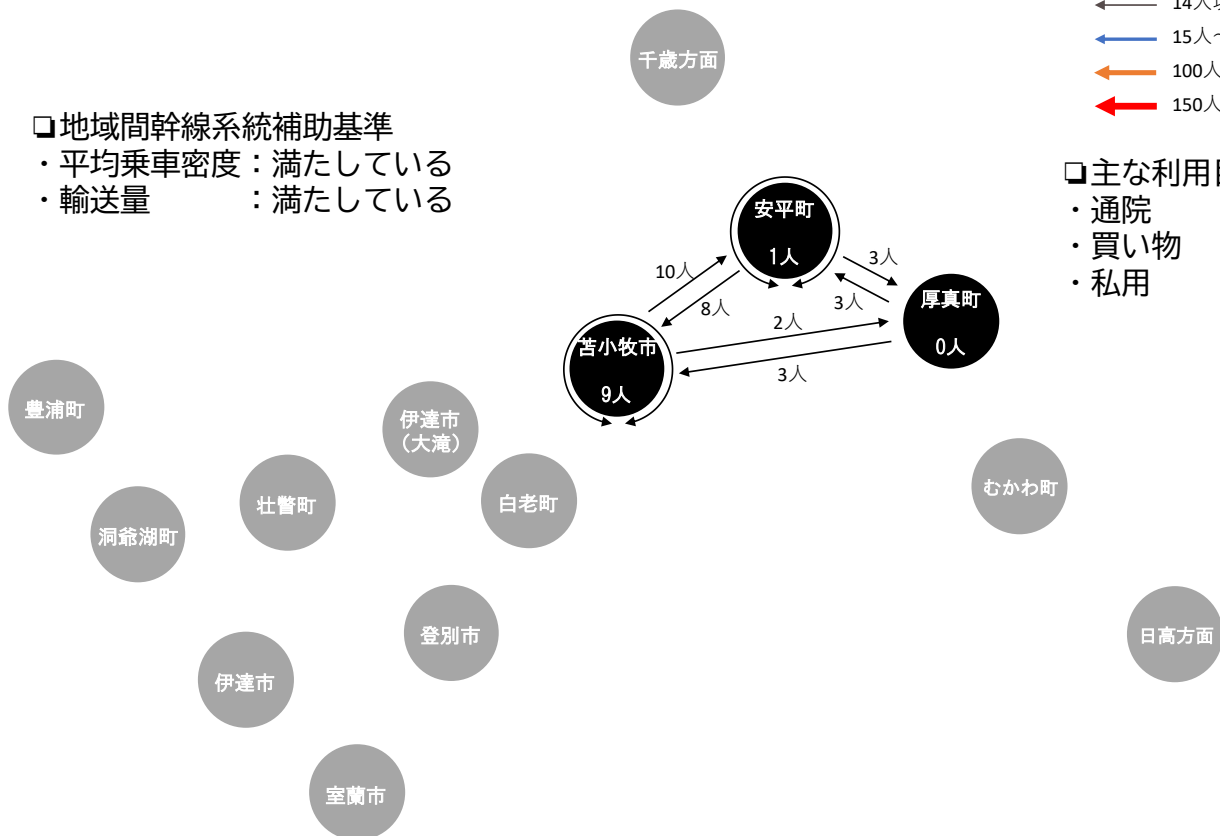 14人
15人~
100人
150人
千歳方面
❑地域間幹線系統補助基準
・平均乗車密度：満たしている
・輸送量　　　：満たしている
❑主な利用
・通院
・買い物
・私用
安平町
1人
10人
8人
3人
3人
厚真町
0人
2人
3人
苫小牧市
9人
豊浦町
伊達市
（大滝）
壮瞥町
白老町
洞爺湖町
むかわ町
登別市
日高方面
伊達市
室蘭市